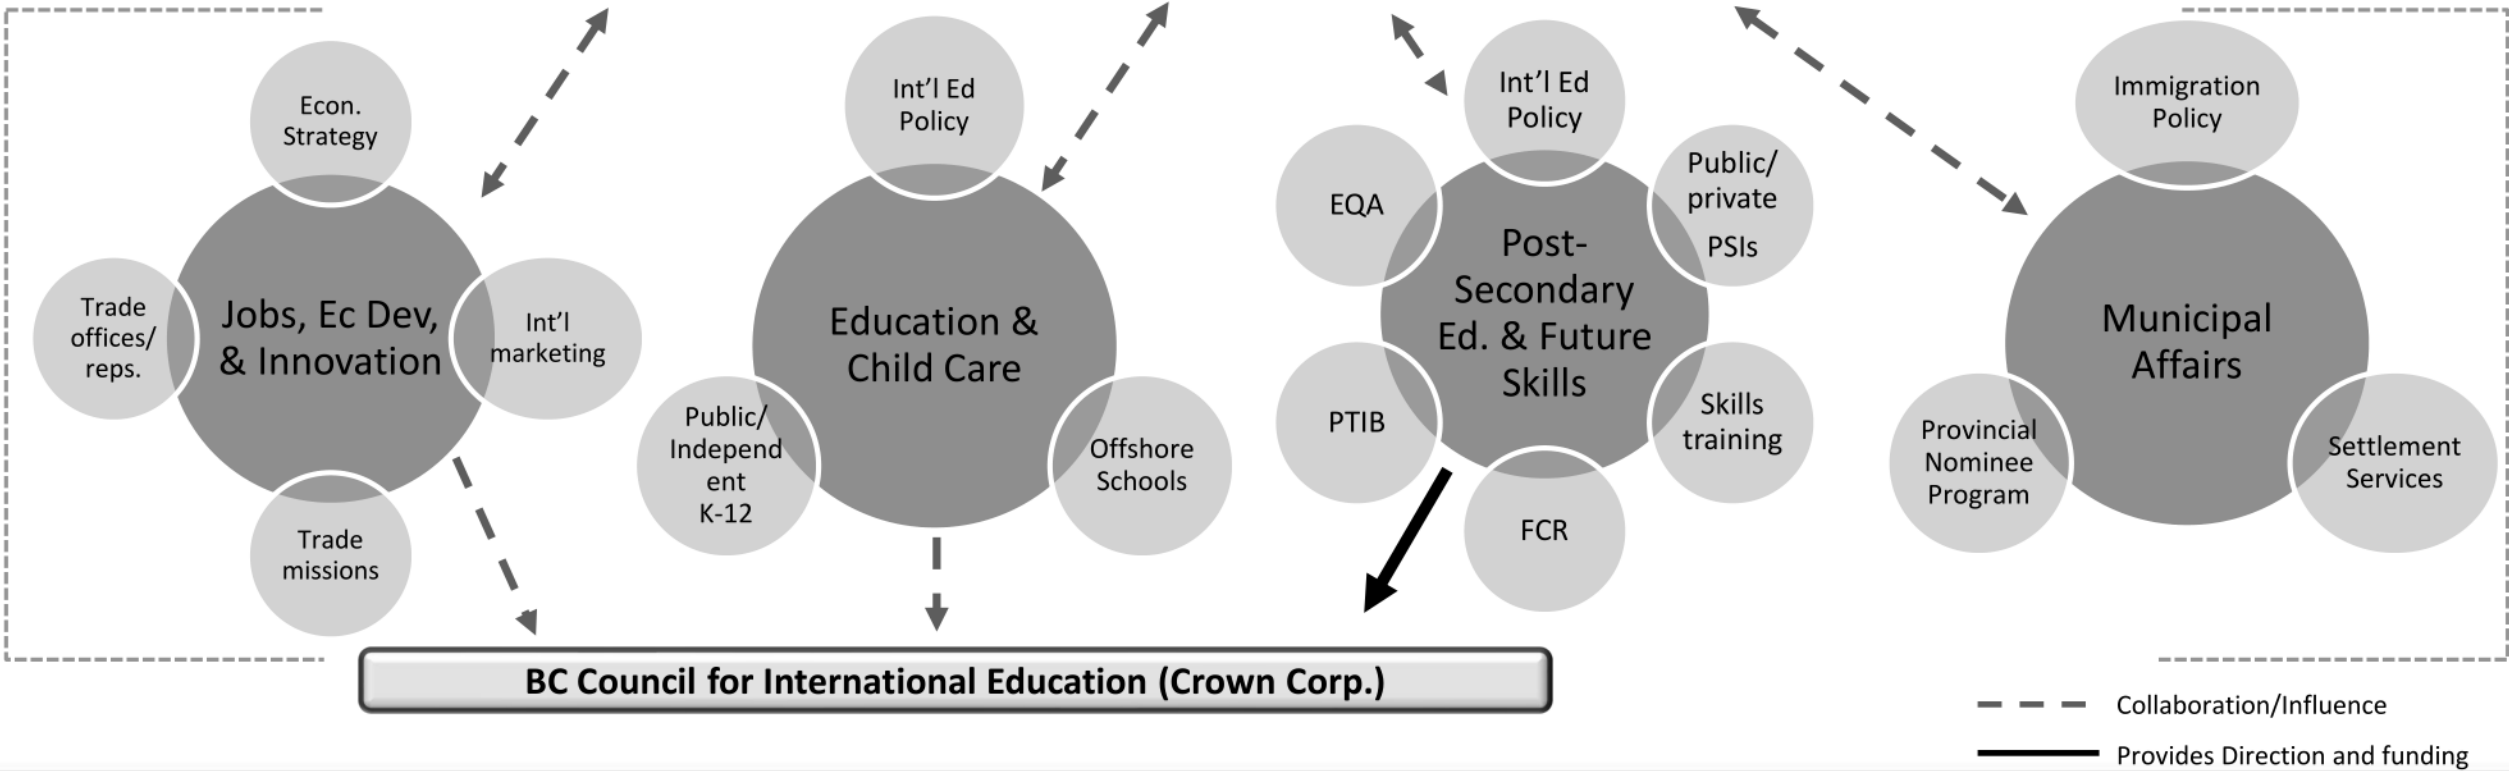 Econ.
Strategy
Trade
offices/
reps.
Jobs, Ec Dev,
& Innovation
Int’l
marketing
Trade
missions
Int’l Ed
Policy
Education &
Child Care
Public/
Independ
ent
K-12
Offshore
Schools
Int’l Ed
Policy
EQA
Public/
private
PSIs
Post-
Secondary
Ed. & Future
Skills
PTIB
Skills
training
FCR
Immigration
Policy
Municipal
Affairs
Provincial
Nominee
Program
Settlement
Services
BC Council for International Education (Crown Corp.)
Collaboration/Influence
Provides Direction and funding